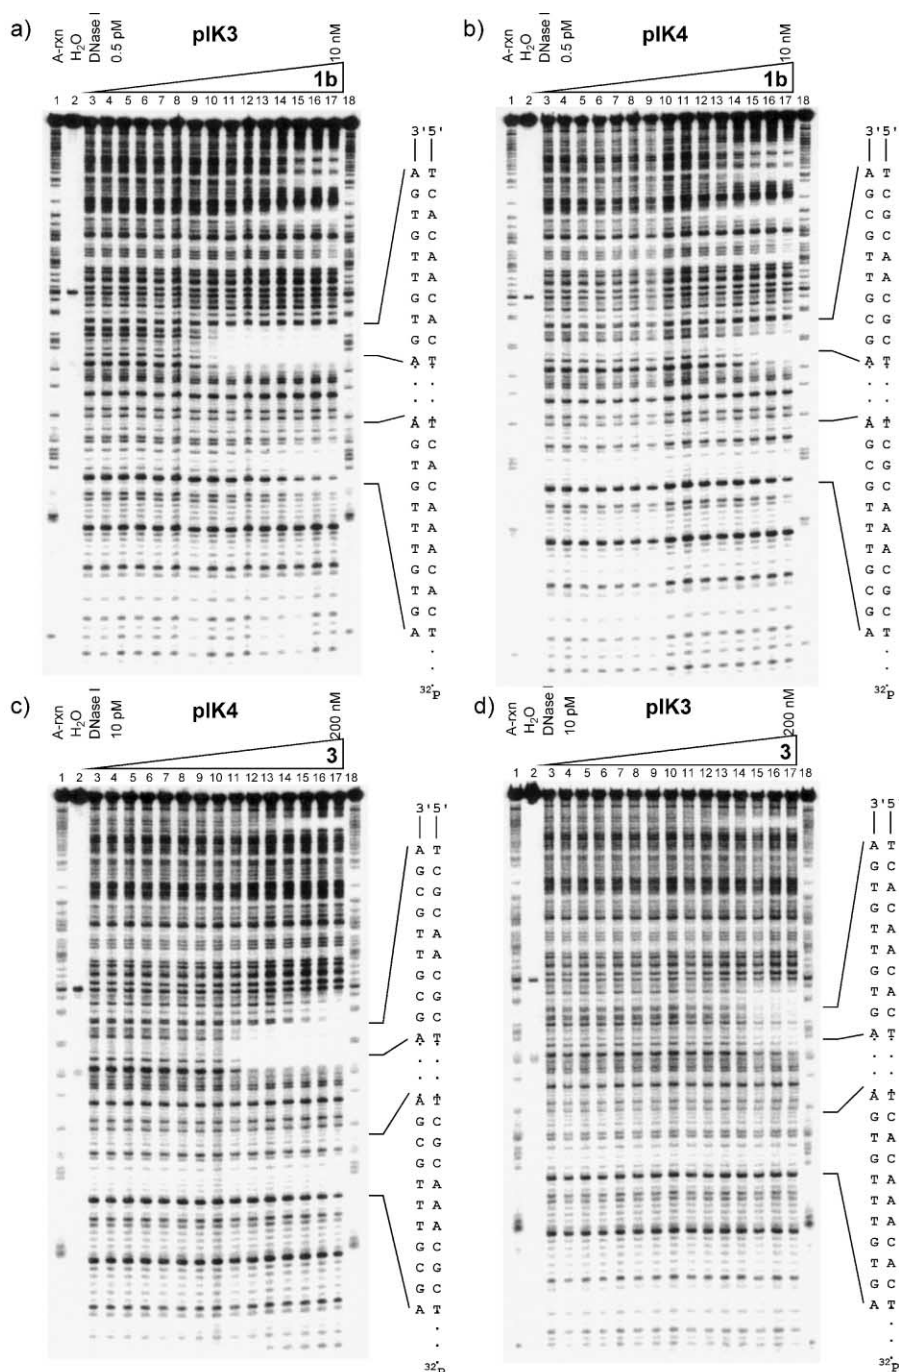 a)
A-rxn
H₂O
DNase I
0.5 pM
pIK3
10 nM
1b
1 2 3 4 5 6 7 8 9 10 11 12 13 14 15 16 17 18
3' 5'
A G T G T T G T G A . . A G T G T T T G T G A
T C A C A A C A C T . . T C A C A A A C A C T . .
32P
b)
A-rxn
H₂O
DNase I
0.5 pM
pIK4
10 nM
1b
1 2 3 4 5 6 7 8 9 10 11 12 13 14 15 16 17 18
3' 5'
A G C G T T G C G A . . A G C G T T T G C G A
T C G C A A C G C T . . T C G C A A A C G C T . .
32P
c)
A-rxn
H₂O
DNase I
10 pM
pIK4
200 nM
3
1 2 3 4 5 6 7 8 9 10 11 12 13 14 15 16 17 18
3' 5'
A G C G T T G C G A . . A G C G T T T G C G A
T C G C A A C G C T . . T C G C A A A C G C T . .
32P
d)
A-rxn
H₂O
DNase I
10 pM
pIK3
200 nM
3
1 2 3 4 5 6 7 8 9 10 11 12 13 14 15 16 17 18
3' 5'
A G T G T T G T G A . . A G T G T T T G T G A
T C A C A A C A C T . . T C A C A A A C A C T . .
32P